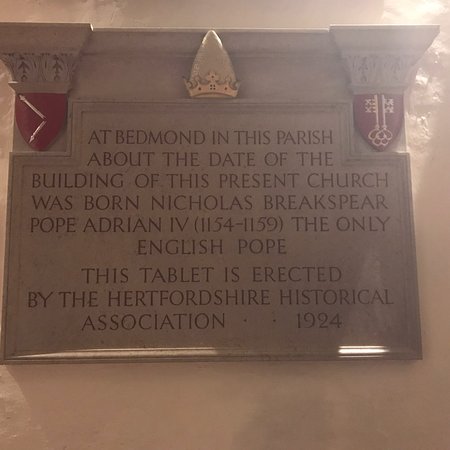 AT BEDMOND IN THIS PARISH
ABOUT THE DATE OF THE
BUILDING OF THIS PRESENT CHURCH
WAS BORN NICHOLAS BREAKSPEAR
POPE ADRIAN IV (1154-1159) THE ONLY
ENGLISH POPE
THIS TABLET IS ERECTED
BY THE HERTFORDSHIRE HISTORICAL
ASSOCIATION · · 1924